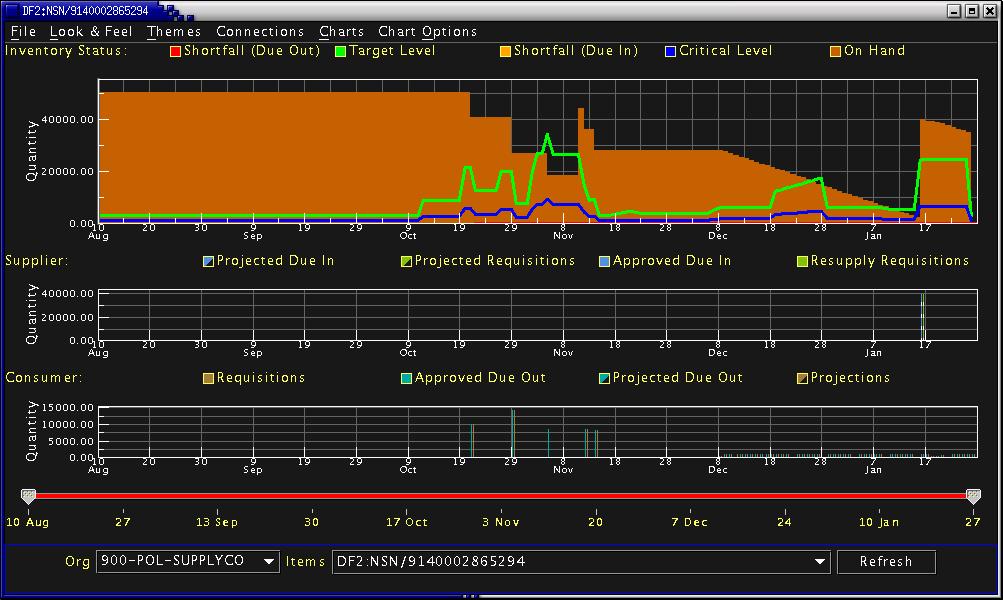 DF2:NSN/9140002865294
File Look & Feel Themes Connections Charts Chart Options
Inventory Status: Shortfall (Due Out) Target Level Shortfall (Due In) Critical Level On Hand
Quantity
40000.00
20000.00
0.00
10 20 30 9 19 29 9 19 29 8 18 28 8 18 28 7 17
Aug Sep Oct Nov Dec Jan
Supplier: Projected Due In Projected Requisitions Approved Due In Resupply Requisitions
Quantity
40000.00
20000.00
0.00
10 20 30 9 19 29 9 19 29 8 18 28 8 18 28 7 17
Aug Sep Oct Nov Dec Jan
Consumer: Requisitions Approved Due Out Projected Due Out Projections
Quantity
15000.00
10000.00
5000.00
0.00
10 20 30 9 19 29 9 19 29 8 18 28 8 18 28 7 17
Aug Sep Oct Nov Dec Jan
10 Aug 27 13 Sep 30 17 Oct 3 Nov 20 7 Dec 24 10 Jan 27
Org 900-POL-SUPPLYCO Items DF2:NSN/9140002865294 Refresh